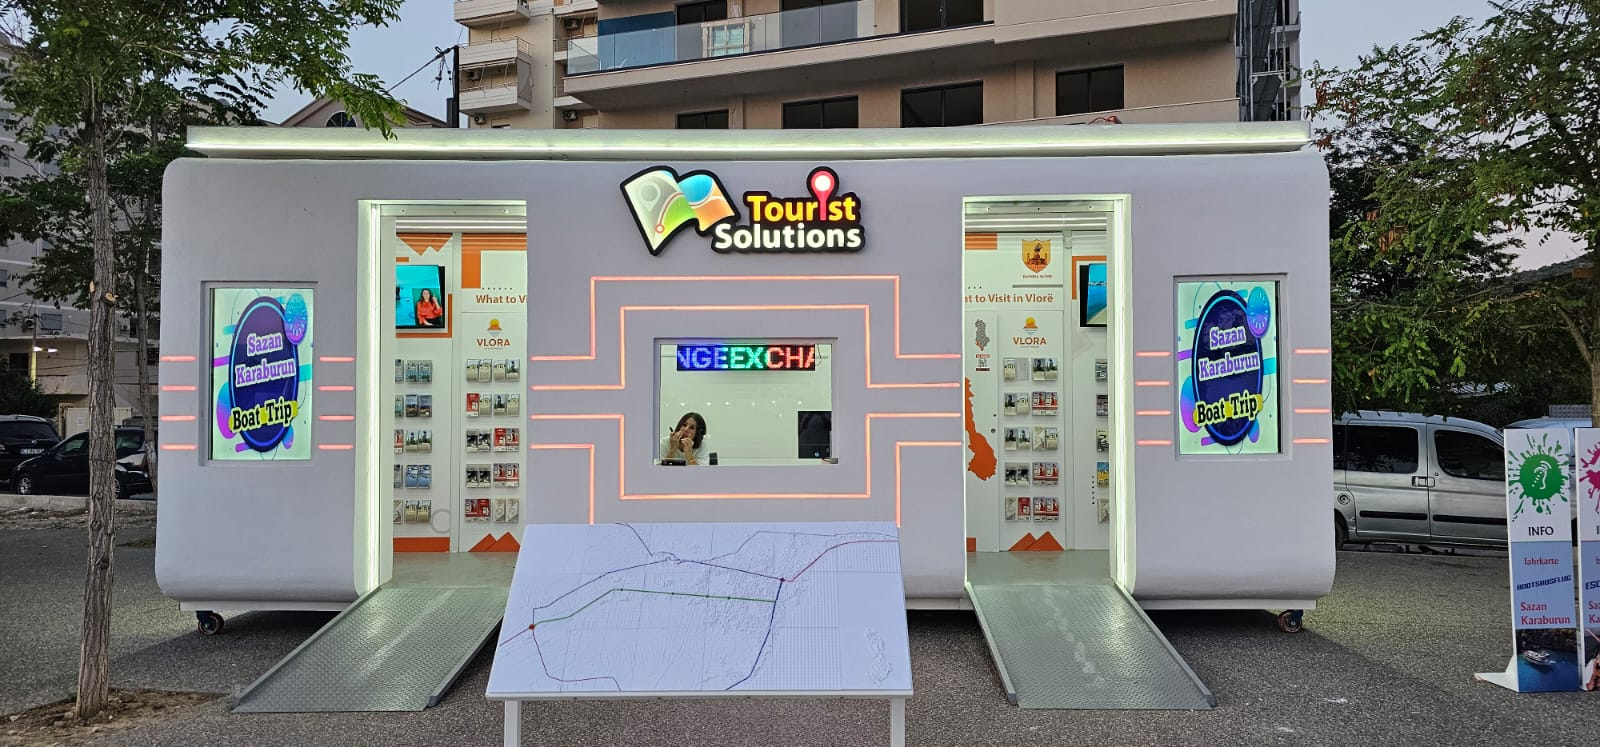 Tourist
Solutions
Sazan
Karaburun
Boat Trip
What to Vi
VLORA
NGEEXCHA
at to Visit in Vlorë
VLORA
Sazan
Karaburun
Boat Trip
INFO
fahrkarte
BOOTSAUSFLUG
Sazan
Karaburun